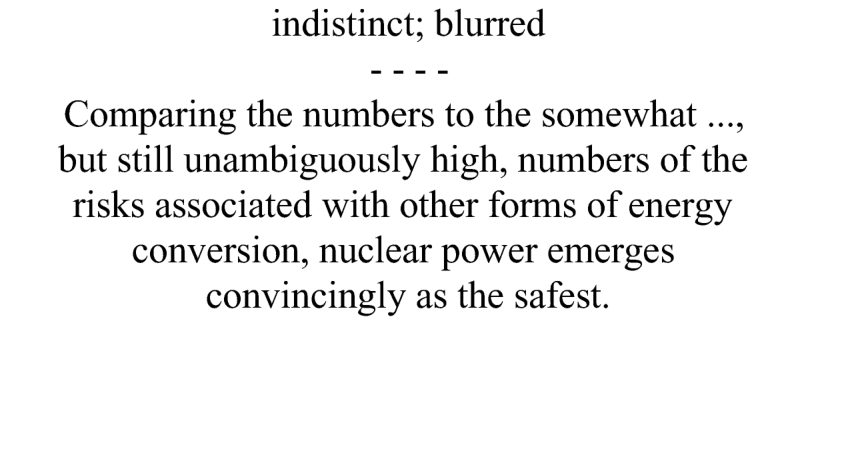 indistinct; blurred
- - - -
Comparing the numbers to the somewhat ...,
but still unambiguously high, numbers of the
risks associated with other forms of energy
conversion, nuclear power emerges
convincingly as the safest.